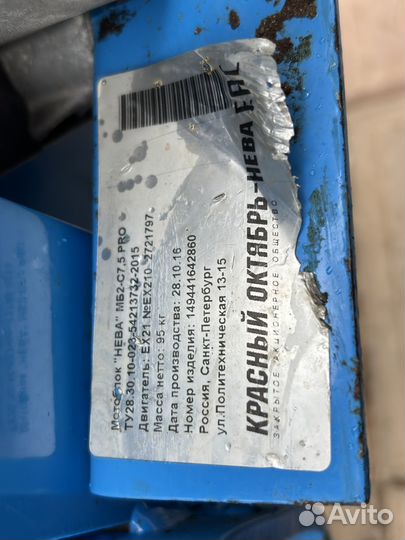 Мотоблок "НЕВА" МБ2-С7,5 PRO
ТУ28.30.10-023-54213732-2015
Двигатель: EX21 №EX210 2721797
Масса нетто: 95 кг
Дата производства: 28.10.16
Номер изделия: 149441642860
Россия, Санкт-Петербург
ул.Политехническая 13-15
КРАСНЫЙ ОКТЯБРЬ-НЕВА EAC
ЗАКРЫТОЕ АКЦИОНЕРНОЕ ОБЩЕСТВО
Avito